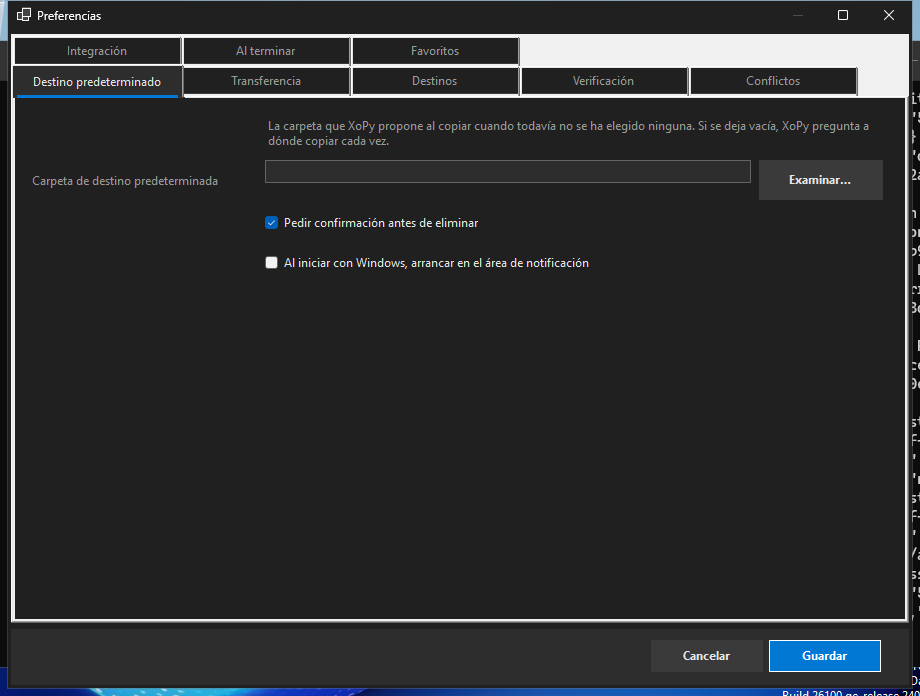 Preferencias
Integración
Al terminar
Favoritos
Destino predeterminado
Transferencia
Destinos
Verificación
Conflictos
La carpeta que XoPy propone al copiar cuando todavía no se ha elegido ninguna. Si se deja vacía, XoPy pregunta a
dónde copiar cada vez.
Carpeta de destino predeterminada
Examinar...
Pedir confirmación antes de eliminar
Al iniciar con Windows, arrancar en el área de notificación
Cancelar
Guardar